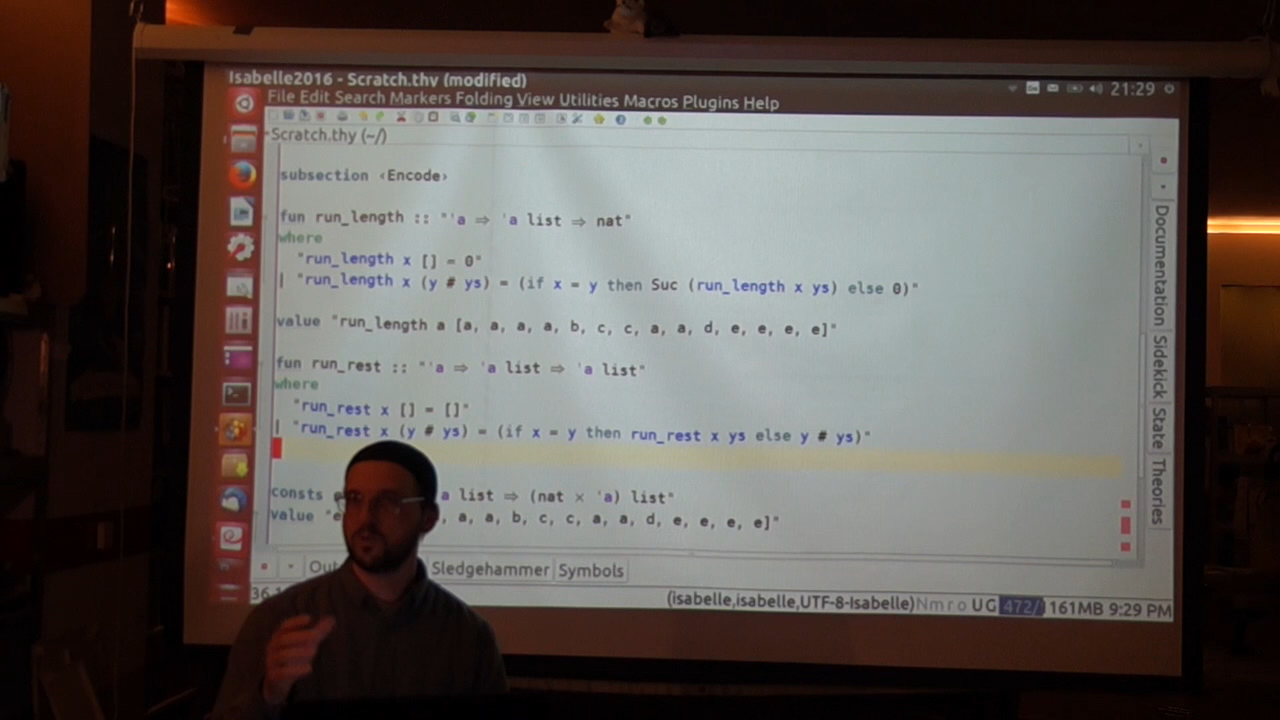 Isabelle2016 - Scratch.thy (modified)
21:29
File Edit Search Markers Folding View Utilities Macros Plugins Help
Scratch.thy (~/)
subsection ‹Encode›
fun run_length :: "'a ⇒ 'a list ⇒ nat"
where
"run_length x [] = 0"
| "run_length x (y # ys) = (if x = y then Suc (run_length x ys) else 0)"
value "run_length a [a, a, a, a, b, c, c, a, a, d, e, e, e, e]"
fun run_rest :: "'a ⇒ 'a list ⇒ 'a list"
where
"run_rest x [] = []"
| "run_rest x (y # ys) = (if x = y then run_rest x ys else y # ys)"
consts a list ⇒ (nat × 'a) list"
value , a, a, b, c, c, a, a, d, e, e, e, e]"
Documentation
Sidekick
State
Theories
Sledgehammer Symbols
(isabelle,isabelle,UTF-8-Isabelle) N m r o U G 472/ 161MB 9:29 PM